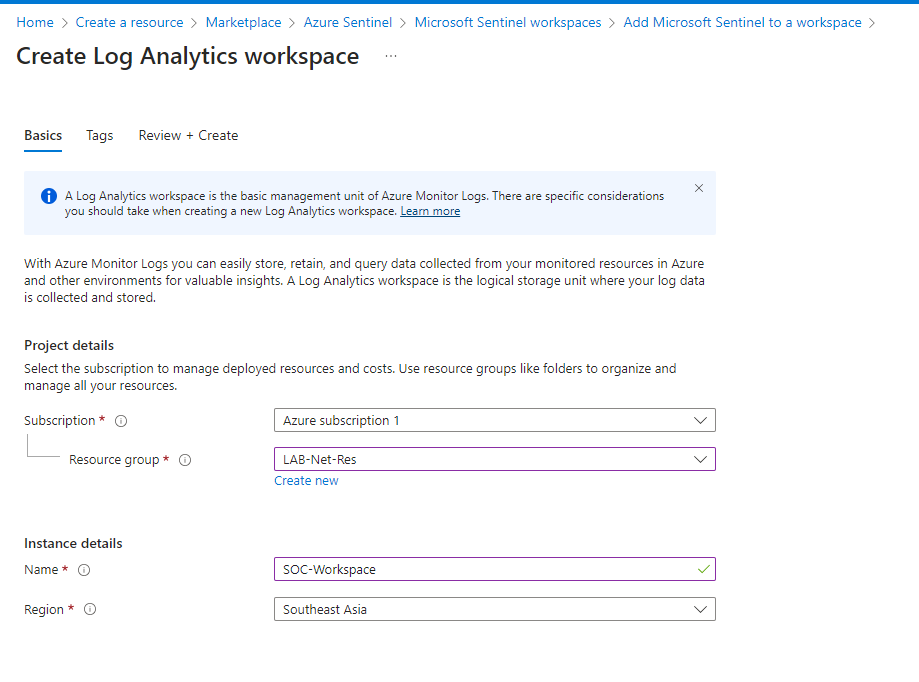 Home > Create a resource > Marketplace > Azure Sentinel > Microsoft Sentinel workspaces > Add Microsoft Sentinel to a workspace >
Create Log Analytics workspace ...
Basics Tags Review + Create
A Log Analytics workspace is the basic management unit of Azure Monitor Logs. There are specific considerations
you should take when creating a new Log Analytics workspace. Learn more
With Azure Monitor Logs you can easily store, retain, and query data collected from your monitored resources in Azure
and other environments for valuable insights. A Log Analytics workspace is the logical storage unit where your log data
is collected and stored.
Project details
Select the subscription to manage deployed resources and costs. Use resource groups like folders to organize and
manage all your resources.
Subscription * Azure subscription 1
Resource group * LAB-Net-Res
Create new
Instance details
Name * SOC-Workspace
Region * Southeast Asia